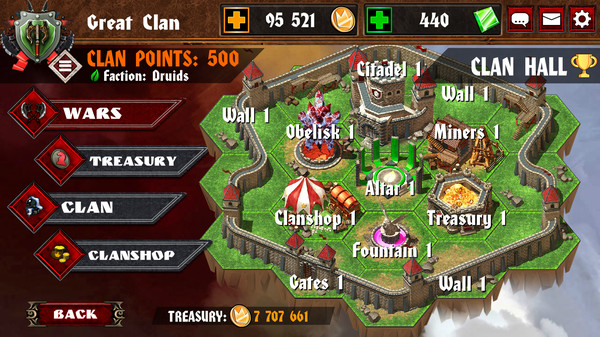 Great Clan
95 521
440
CLAN POINTS: 500
Faction: Druids
CLAN HALL
WARS
TREASURY
CLAN
CLANSHOP
BACK
Citadel 1
Wall 1
Wall 1
Obelisk 1
Miners 1
Altar 1
Clanshop 1
Treasury 1
Fountain 1
Gates 1
Wall 1
TREASURY: 7 707 661